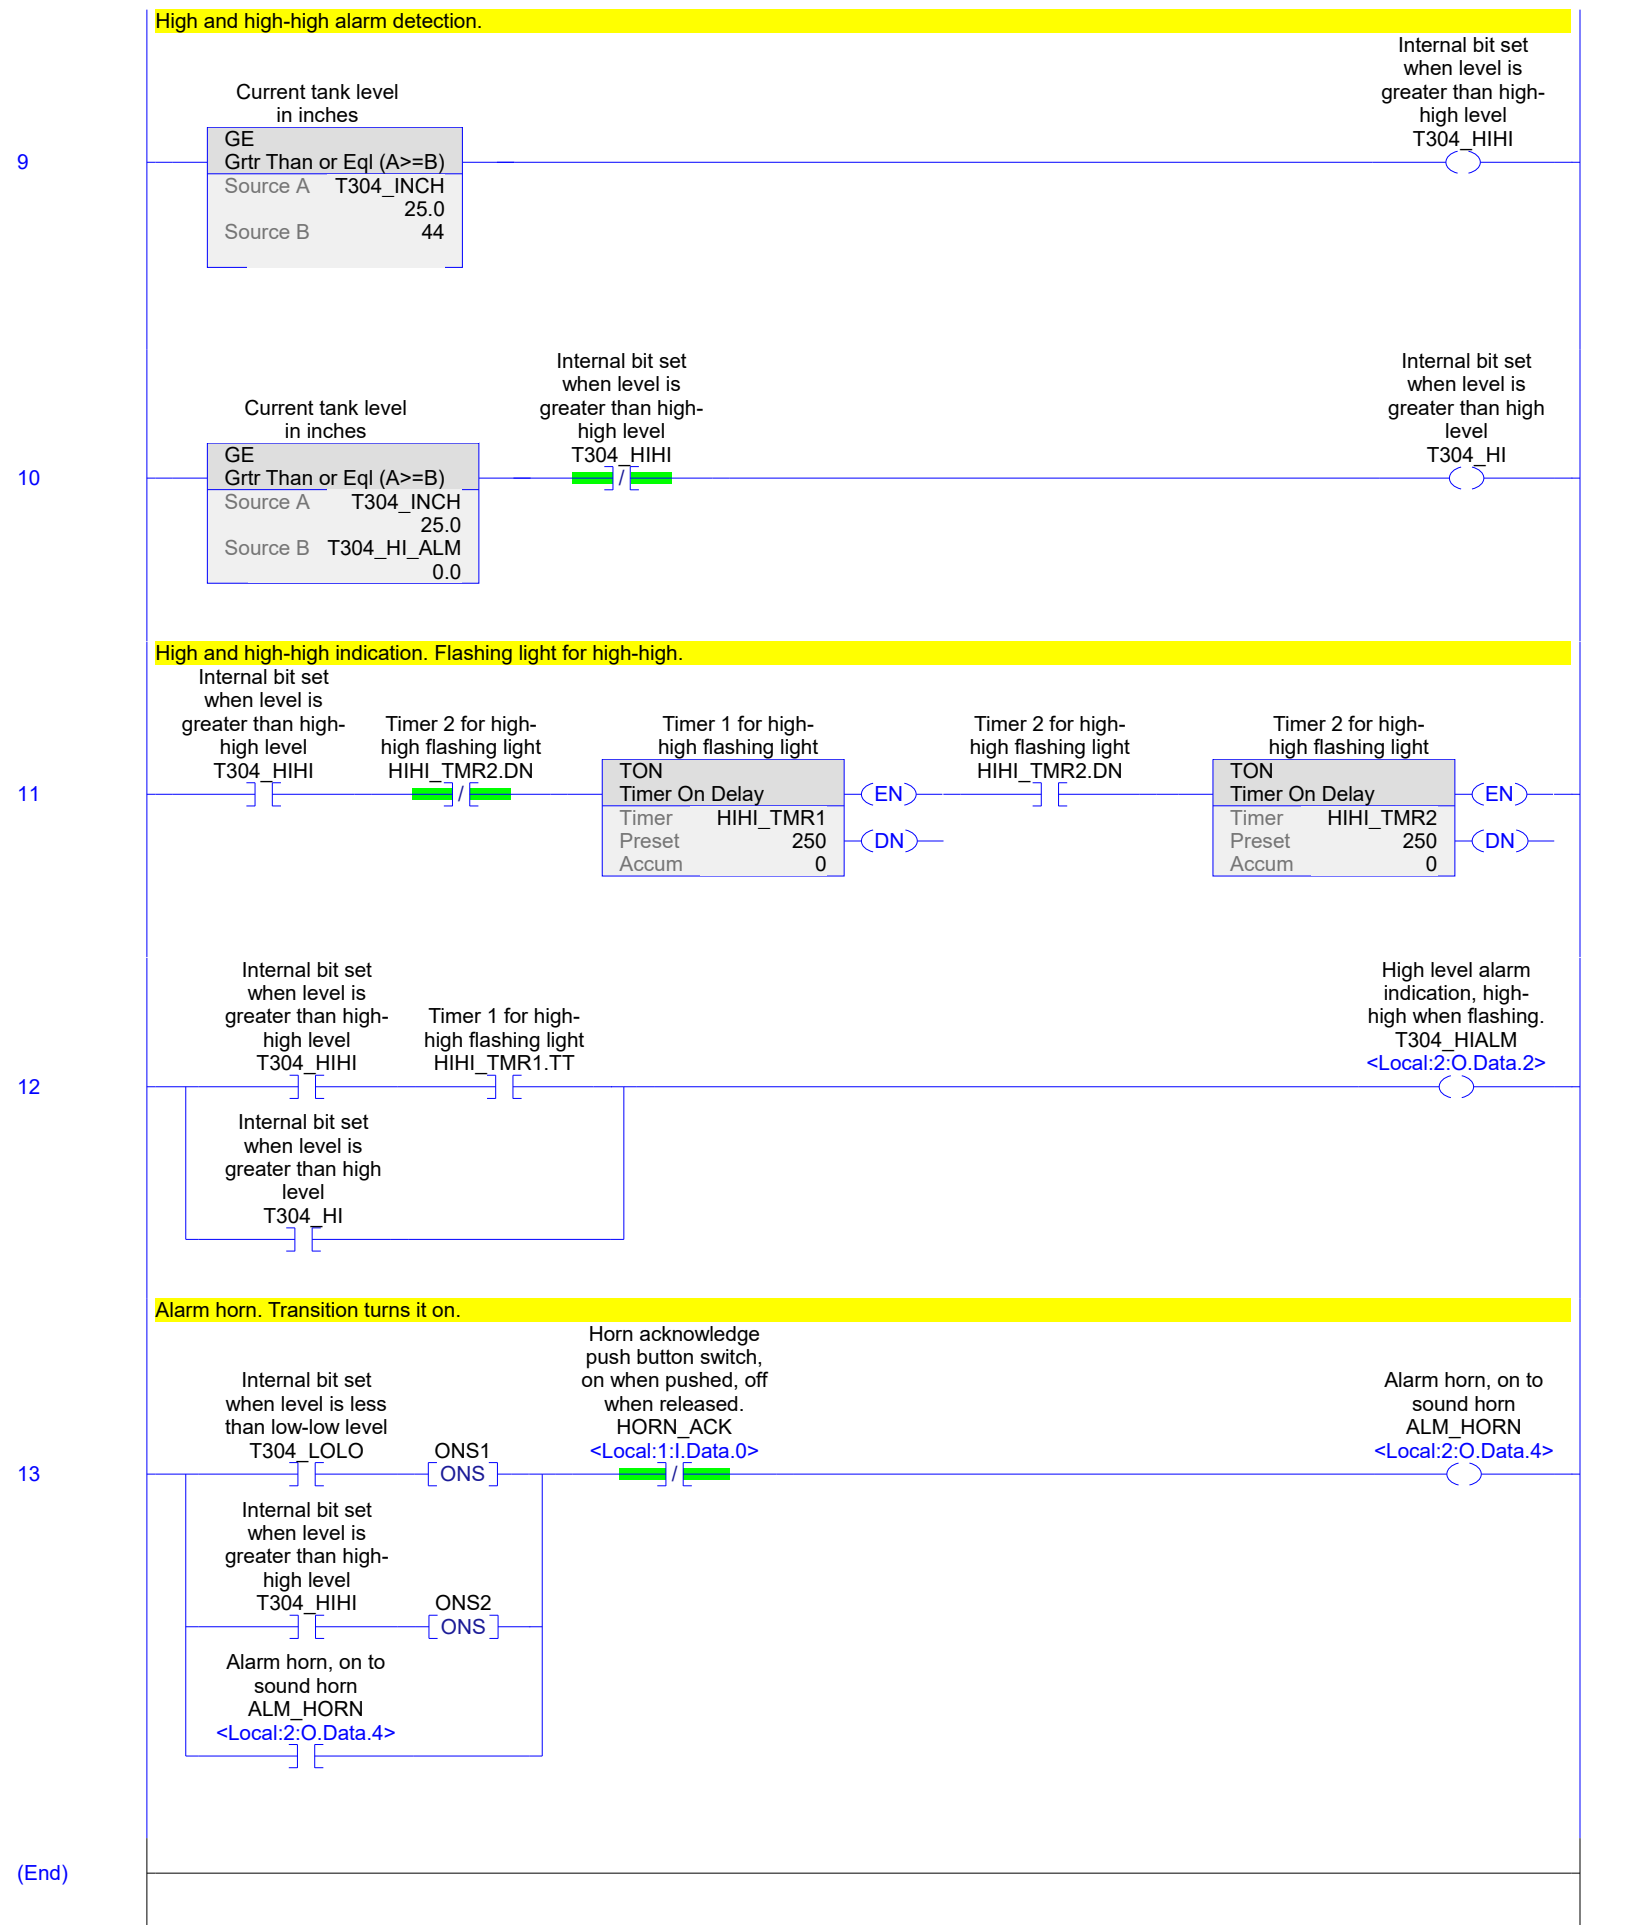 High and high-high alarm detection.
Internal bit set
when level is
greater than high-
high level
T304_HIHI
Current tank level
in inches
9
GE
Grtr Than or Eql (A>=B)
Source A T304_INCH
25.0
Source B 44
Internal bit set
when level is
greater than high-
high level
T304_HIHI
Internal bit set
when level is
greater than high
level
T304_HI
Current tank level
in inches
10
GE
Grtr Than or Eql (A>=B)
/
Source A T304_INCH
25.0
Source B T304_HI_ALM
0.0
High and high-high indication. Flashing light for high-high.
Internal bit set
when level is
greater than high-
high level
T304_HIHI
Timer 2 for high-
high flashing light
HIHI_TMR2.DN
Timer 1 for high-
high flashing light
Timer 2 for high-
high flashing light
HIHI_TMR2.DN
Timer 2 for high-
high flashing light
11
/
TON
Timer On Delay
Timer HIHI_TMR1
Preset 250
Accum 0
EN
DN
TON
Timer On Delay
Timer HIHI_TMR2
Preset 250
Accum 0
EN
DN
Internal bit set
when level is
greater than high-
high level
T304_HIHI
Timer 1 for high-
high flashing light
HIHI_TMR1.TT
High level alarm
indication, high-
high when flashing.
T304_HIALM
<Local:2:O.Data.2>
12
Internal bit set
when level is
greater than high
level
T304_HI
Alarm horn. Transition turns it on.
Internal bit set
when level is less
than low-low level
T304_LOLO
ONS1
ONS
Horn acknowledge
push button switch,
on when pushed, off
when released.
HORN_ACK
<Local:1:I.Data.0>
/
Alarm horn, on to
sound horn
ALM_HORN
<Local:2:O.Data.4>
13
Internal bit set
when level is
greater than high-
high level
T304_HIHI
ONS2
ONS
Alarm horn, on to
sound horn
ALM_HORN
<Local:2:O.Data.4>
(End)